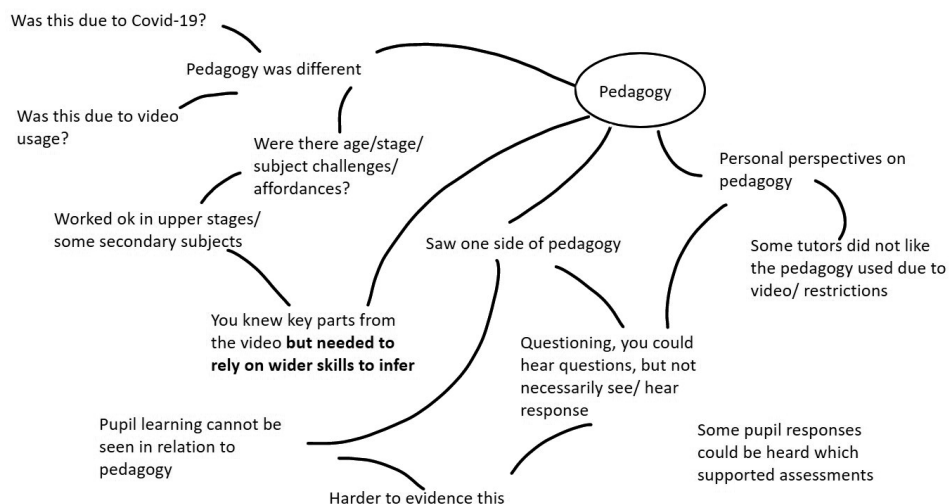 Was this due to Covid-19?
Pedagogy was different
Was this due to video
usage?
Were there age/stage/
subject challenges/
affordances?
Worked ok in upper stages/
some secondary subjects
Pedagogy
Personal perspectives on
pedagogy
Some tutors did not like
the pedagogy used due to
video/ restrictions
Saw one side of pedagogy
You knew key parts from
the video but needed to
rely on wider skills to infer
Questioning, you could
hear questions, but not
necessarily see/ hear
response
Pupil learning cannot be
seen in relation to
pedagogy
Some pupil responses
could be heard which
supported assessments
Harder to evidence this